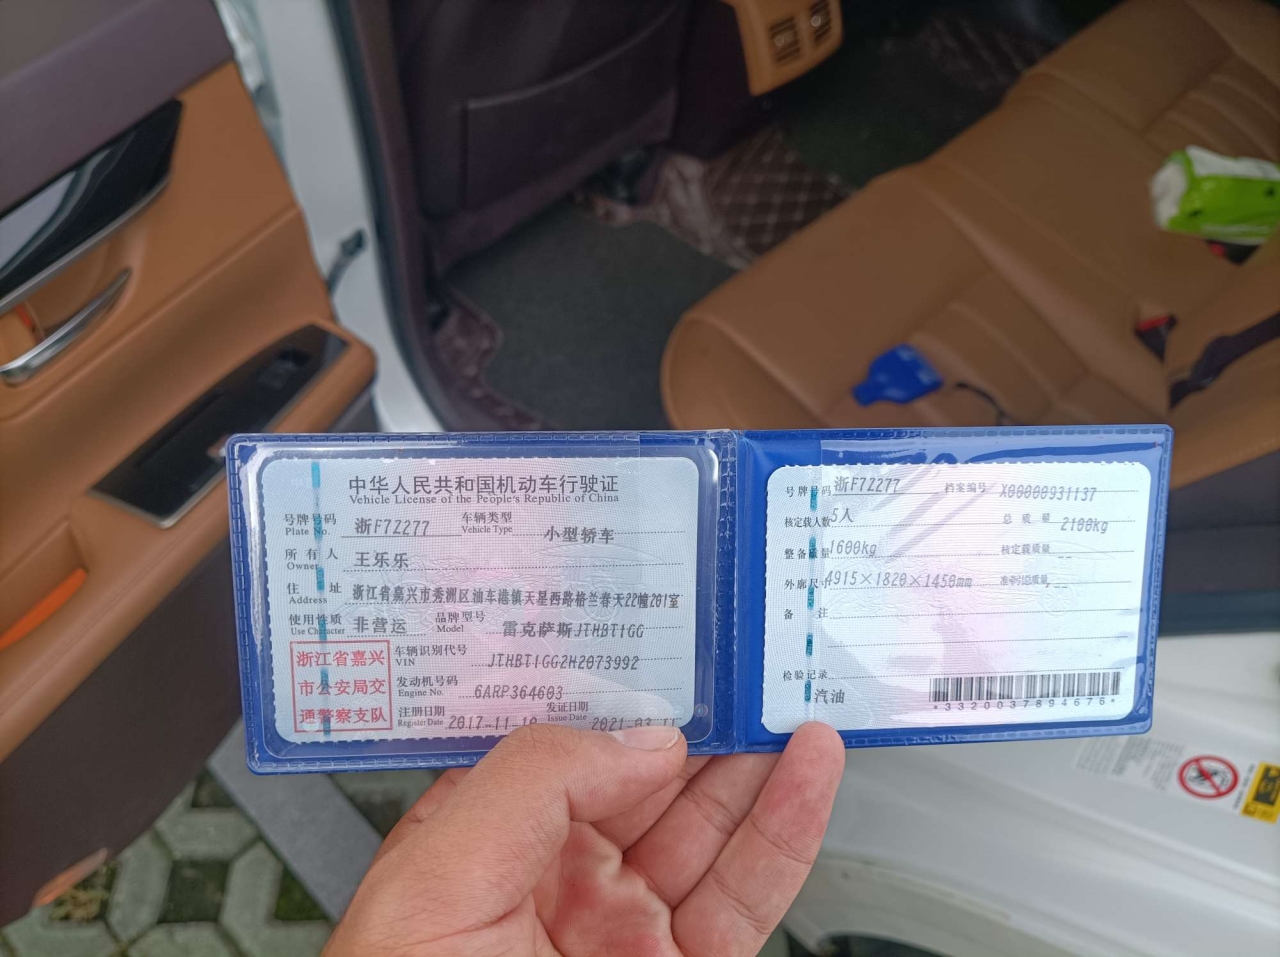 中华人民共和国机动车行驶证
Vehicle License of the People's Republic of China
号牌号码 浙F7Z277 车辆类型 小型轿车
Plate No. Vehicle Type
所有人 王乐乐
Owner
住址 浙江省嘉兴市秀洲区油车港镇天星西路格兰春天22幢201室
Address
使用性质 非营运 品牌型号 雷克萨斯JTHBT1GG
Use Character Model
浙江省嘉兴
市公安局交
通警察支队
车辆识别代号 JTHBT1GG2H2073992
VIN
发动机号码 6ARP364603
Engine No.
注册日期 2017-11-10 发证日期 2021-03
Register Date Issue Date
号牌号码 浙F7Z277 档案编号 X00000931137
核定载人数 5人 总质量 2100kg
整备质量 1600kg 核定载质量 --
外廓尺寸 4915×1820×1450mm 准牵引总质量 --
备注
检验记录
汽油
*3320037894676*